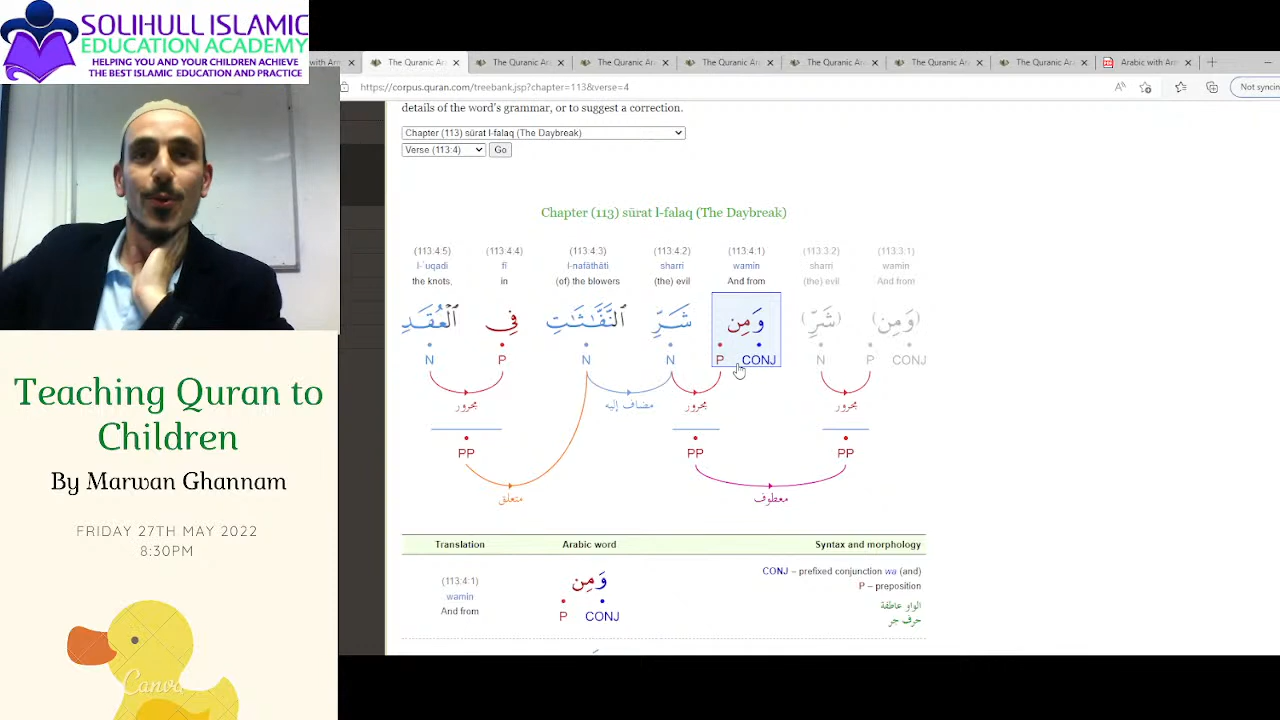 SOLIHULL ISLAMIC
EDUCATION ACADEMY
HELPING YOU AND YOUR CHILDREN ACHIEVE
THE BEST ISLAMIC EDUCATION AND PRACTICE
Teaching Quran to
Children
By Marwan Ghannam
FRIDAY 27TH MAY 2022
8:30PM
Canva
with Arm
The Quranic Ar
The Quranic Ar
The Quranic Ar
The Quranic Ar
The Quranic Ar
The Quranic Ar
The Quranic Ar
Arabic with Arm
https://corpus.quran.com/treebank.jsp?chapter=113&verse=4
Not syncin
details of the word's grammar, or to suggest a correction.
Chapter (113) sūrat l-falaq (The Daybreak)
Verse (113:4) Go
Chapter (113) sūrat l-falaq (The Daybreak)
(113:4:5) (113:4:4) (113:4:3) (113:4:2) (113:4:1) (113:3:2) (113:3:1)
l-ʿuqadi fī l-nafāthāti sharri wamin sharri wamin
the knots, in (of) the blowers (the) evil And from (the) evil And from
ٱلْعُقَدِ فِى ٱلنَّفَّٰثَٰتِ شَرِّ وَمِن (شَرِّ) (وَمِن)
N P N N P CONJ N P CONJ
مجرور مضاف إليه مجرور مجرور
PP PP PP
متعلق معطوف
Translation Arabic word Syntax and morphology
(113:4:1)
wamin
And from
وَمِن
P CONJ
CONJ – prefixed conjunction wa (and)
P – preposition
الواو عاطفة
حرف جر